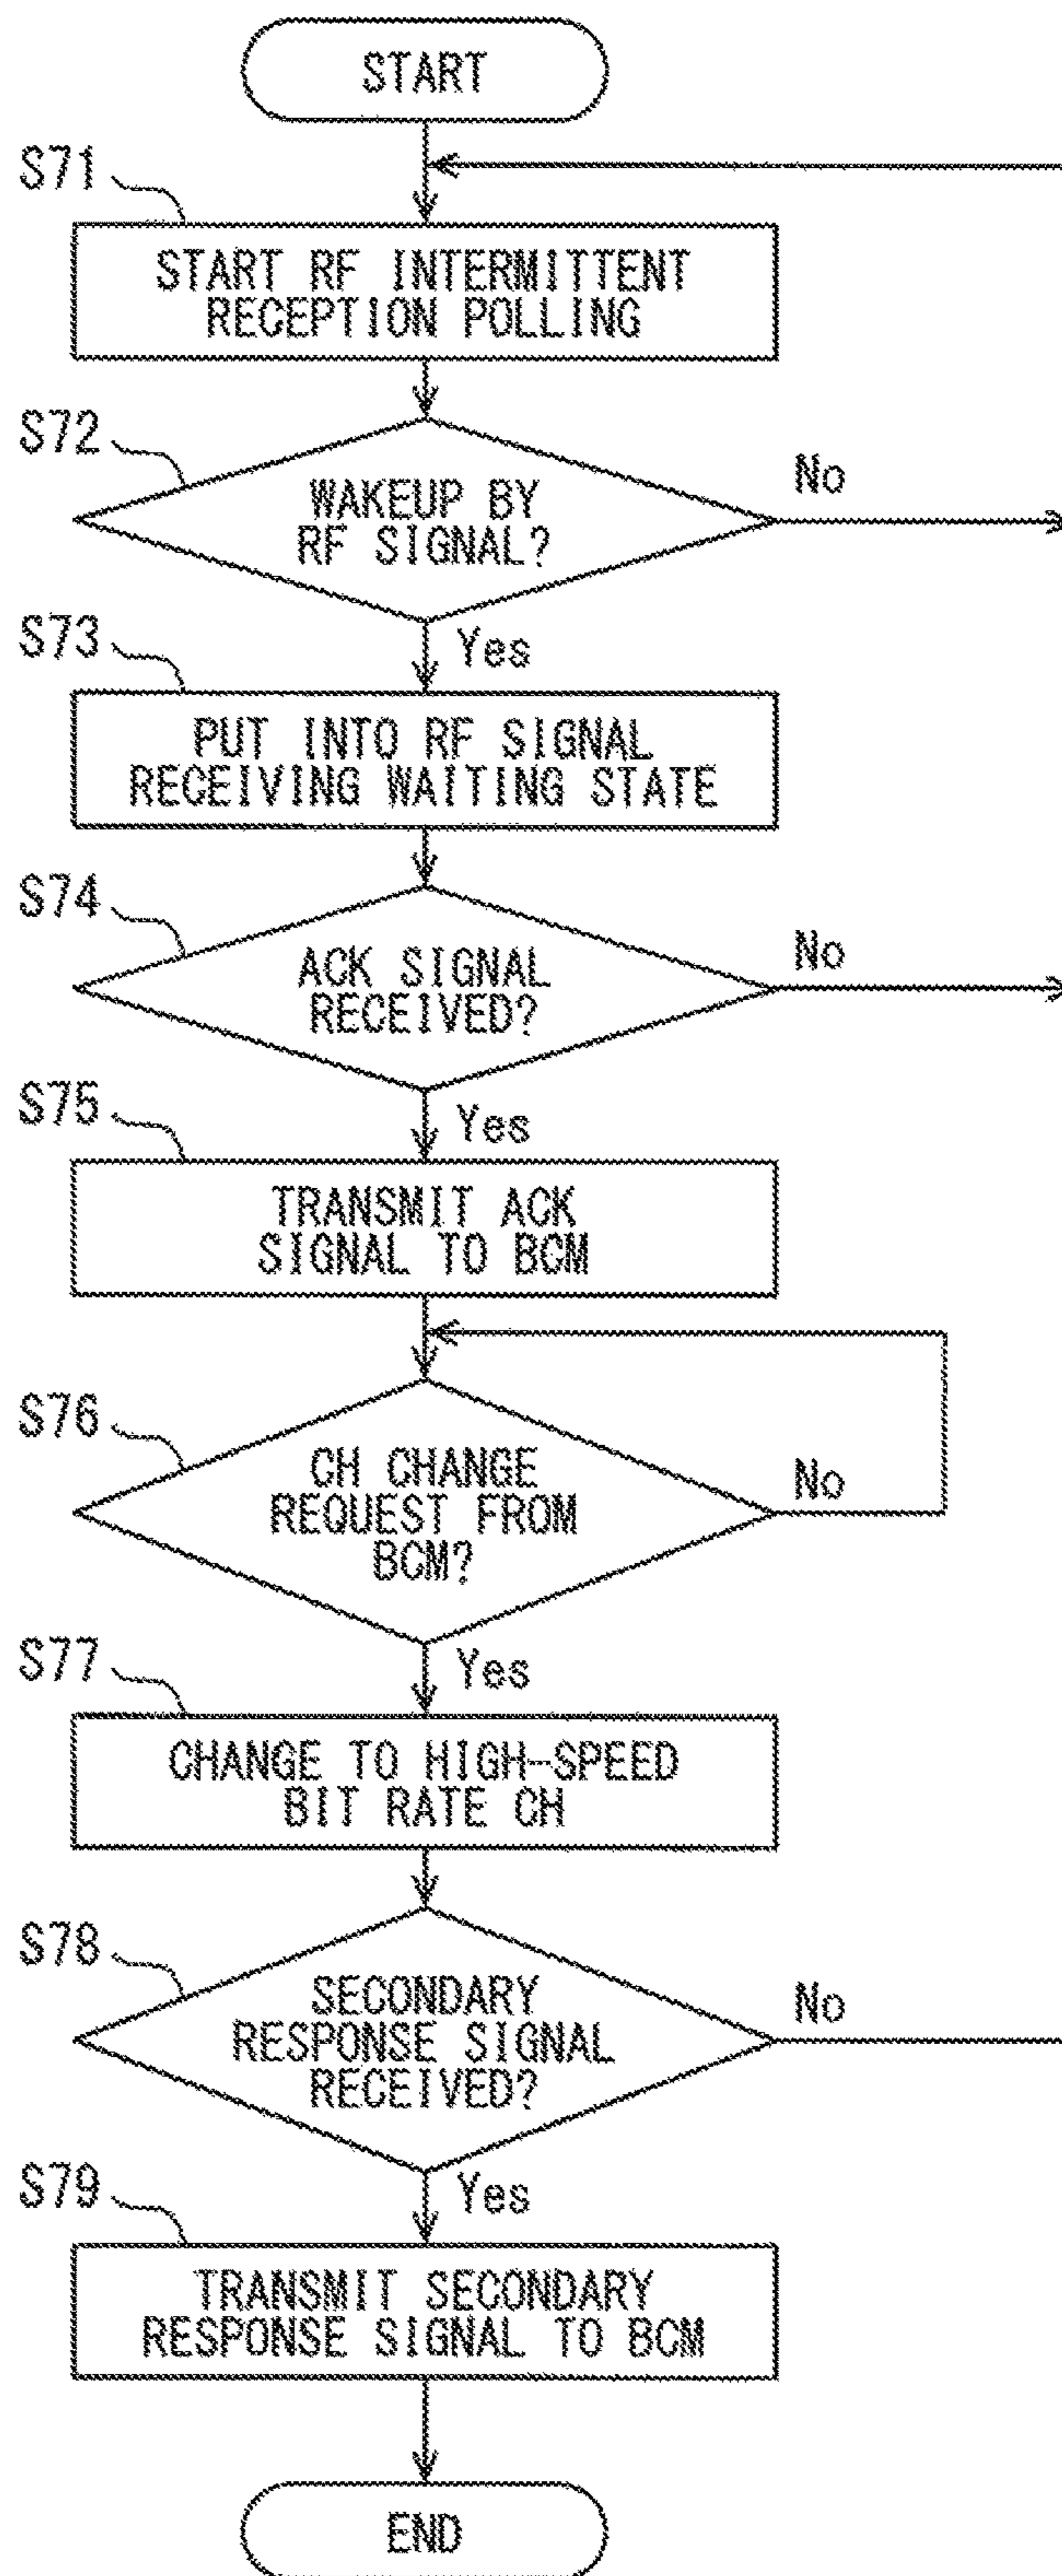 START
S71
START RF INTERMITTENT
RECEPTION POLLING
S72
WAKEUP BY
RF SIGNAL?
No
Yes
S73
PUT INTO RF SIGNAL
RECEIVING WAITING STATE
S74
ACK SIGNAL
RECEIVED?
No
Yes
S75
TRANSMIT ACK
SIGNAL TO BCM
S76
CH CHANGE
REQUEST FROM
BCM?
No
Yes
S77
CHANGE TO HIGH-SPEED
BIT RATE CH
S78
SECONDARY
RESPONSE SIGNAL
RECEIVED?
No
Yes
S79
TRANSMIT SECONDARY
RESPONSE SIGNAL TO BCM
END